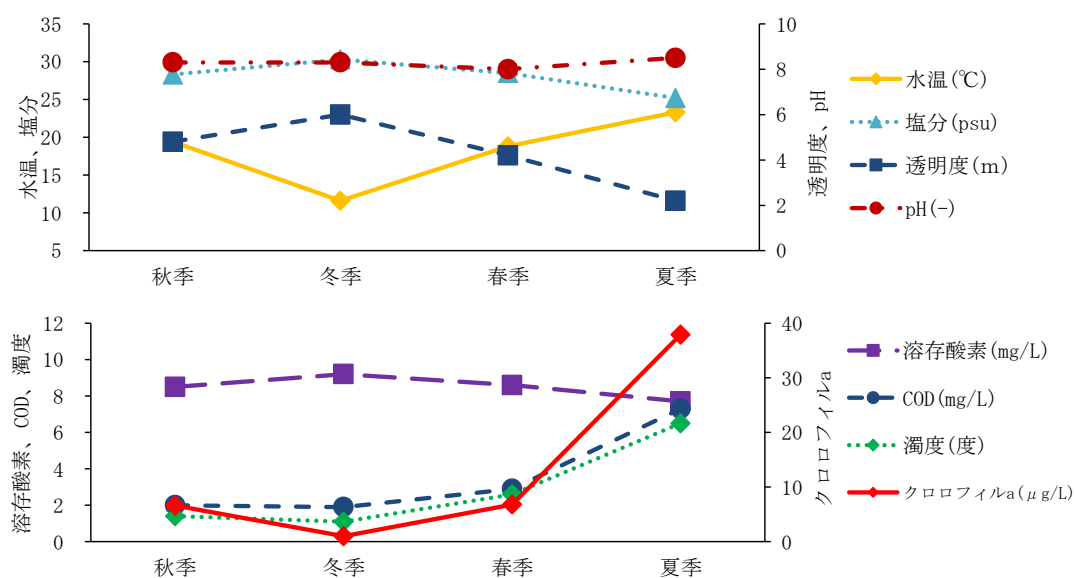 35
30
25
20
15
10
5
水温、塩分
10
8
6
4
2
0
透明度、pH
秋季
冬季
春季
夏季
水温(℃)
塩分(psu)
透明度(m)
pH(-)
12
10
8
6
4
2
0
溶存酸素、COD、濁度
40
30
20
10
0
クロロフィルa
秋季
冬季
春季
夏季
溶存酸素(mg/L)
COD(mg/L)
濁度(度)
クロロフィルa(μg/L)